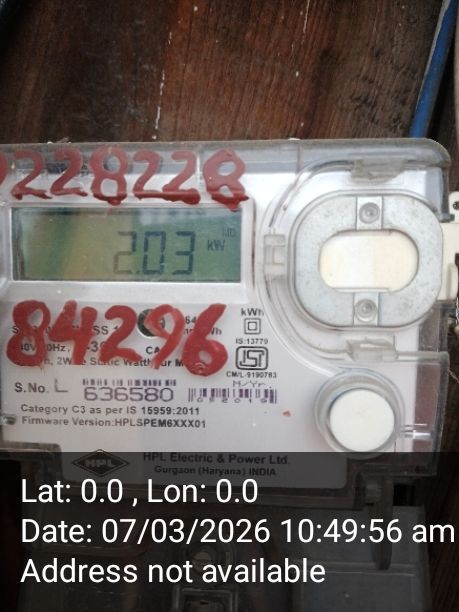 228228
MD
2.03 kW
84296
kWh
IS:13779
CM/L-9190783
S.No. L 636580
M/Yr.
Category C3 as per IS 15959:2011
Firmware Version:HPLSPEM6XXX01
HPL
HPL Electric & Power Ltd.
Gurgaon (Haryana) INDIA
Lat: 0.0 , Lon: 0.0
Date: 07/03/2026 10:49:56 am
Address not available